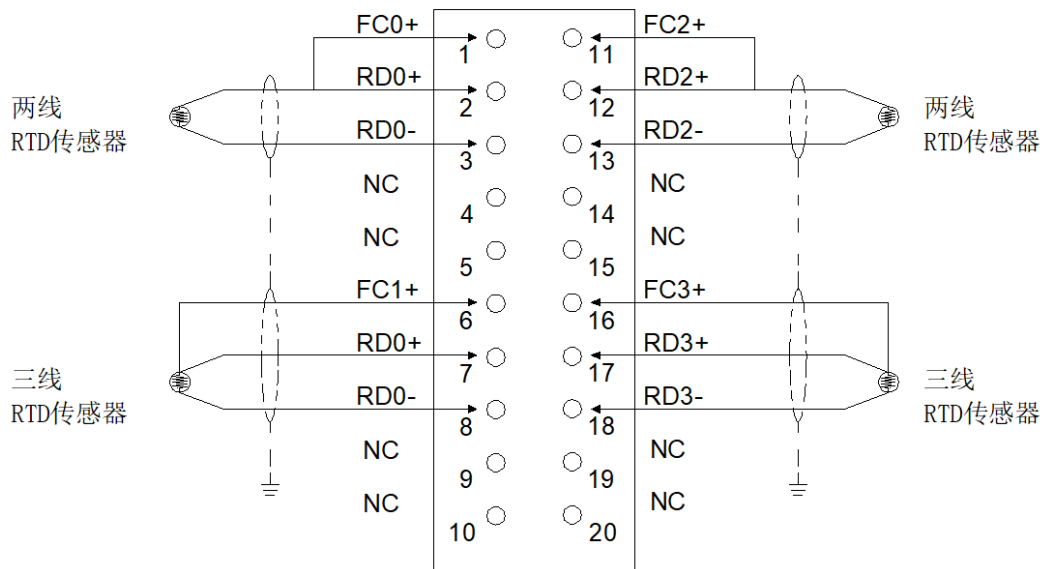 FC0+
1
11
FC2+
RD0+
2
12
RD2+
两线
RTD传感器
两线
RTD传感器
RD0-
3
13
RD2-
NC
4
14
NC
NC
5
15
NC
FC1+
6
16
FC3+
RD0+
7
17
RD3+
三线
RTD传感器
三线
RTD传感器
RD0-
8
18
RD3-
NC
9
19
NC
NC
10
20
NC